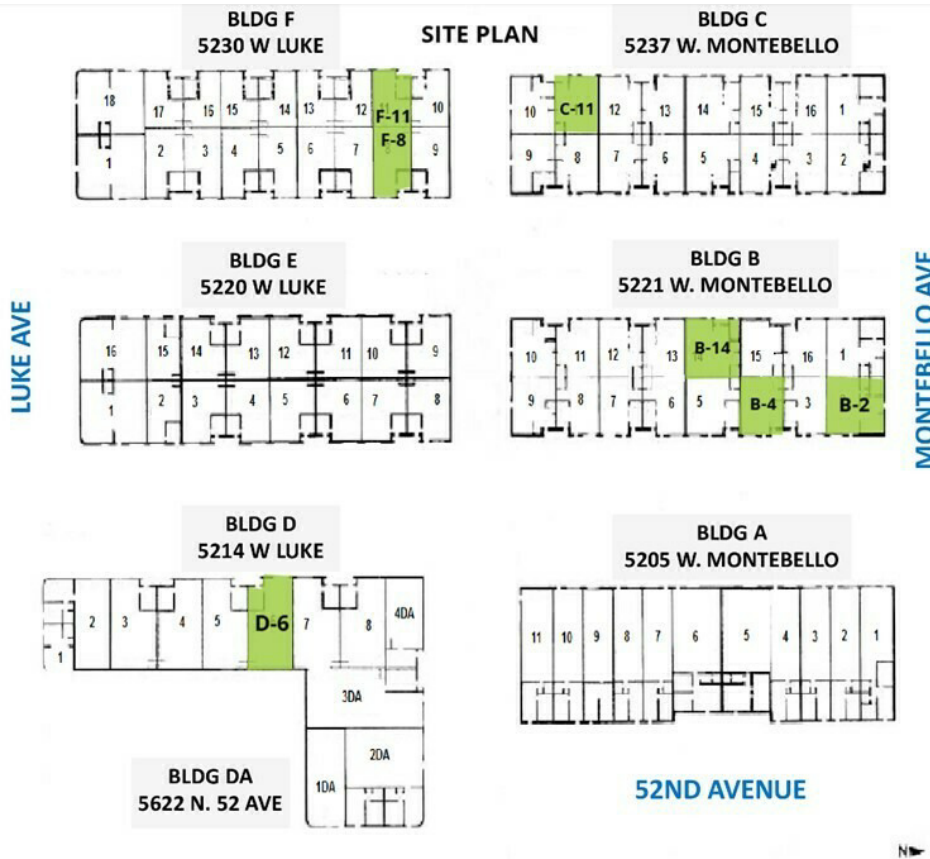 SITE PLAN
BLDG F
5230 W LUKE
18
17
16
15
14
13
12
11
10
F-11
F-8
1
2
3
4
5
6
7
8
9
BLDG C
5237 W. MONTEBELLO
10
C-11
12
13
14
15
16
1
9
8
7
6
5
4
3
2
LUKE AVE
BLDG E
5220 W LUKE
16
15
14
13
12
11
10
9
1
2
3
4
5
6
7
8
BLDG B
5221 W. MONTEBELLO
10
11
12
13
B-14
15
16
1
9
8
7
6
5
B-4
3
B-2
MONTEBELLO AVE
BLDG D
5214 W LUKE
1
2
3
4
5
D-6
7
8
4DA
3DA
2DA
1DA
BLDG DA
5622 N. 52 AVE
BLDG A
5205 W. MONTEBELLO
11
10
9
8
7
6
5
4
3
2
1
52ND AVENUE
N